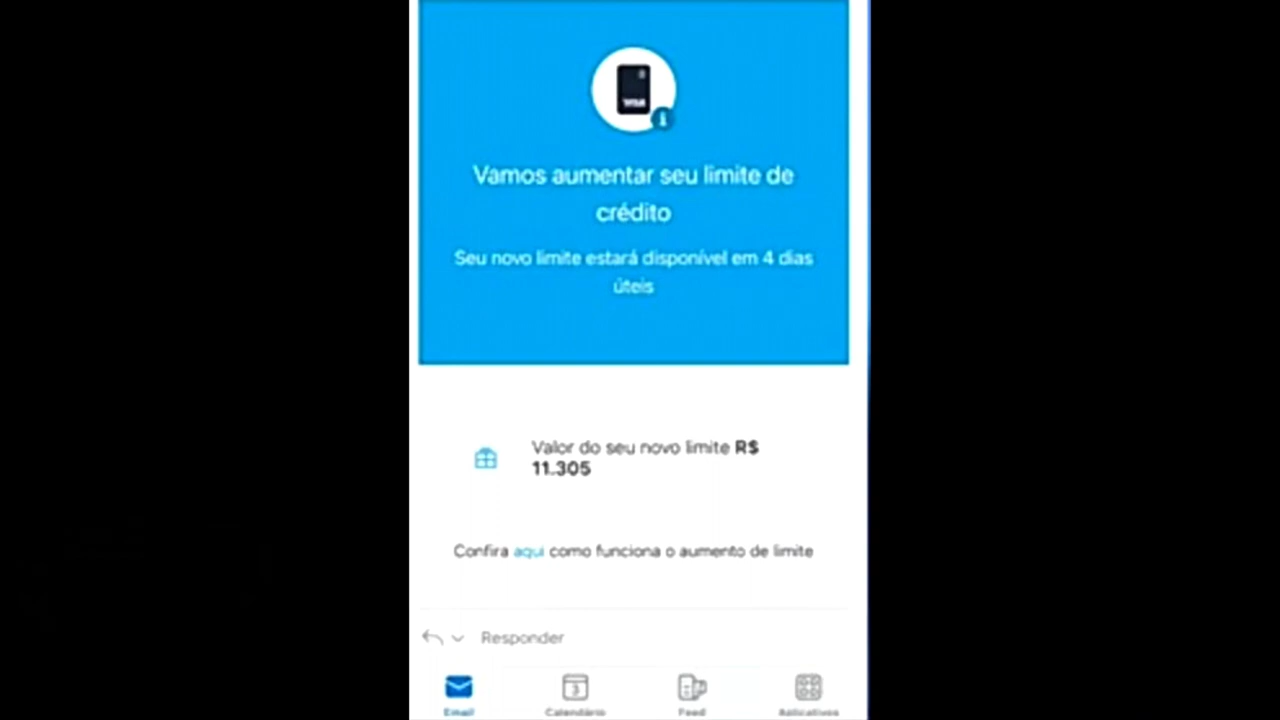 VISA
Vamos aumentar seu limite de
crédito
Seu novo limite estará disponível em 4 dias
úteis
Valor do seu novo limite R$
11.305
Confira aqui como funciona o aumento de limite
Responder
3
Email Calendário Feed Aplicativos